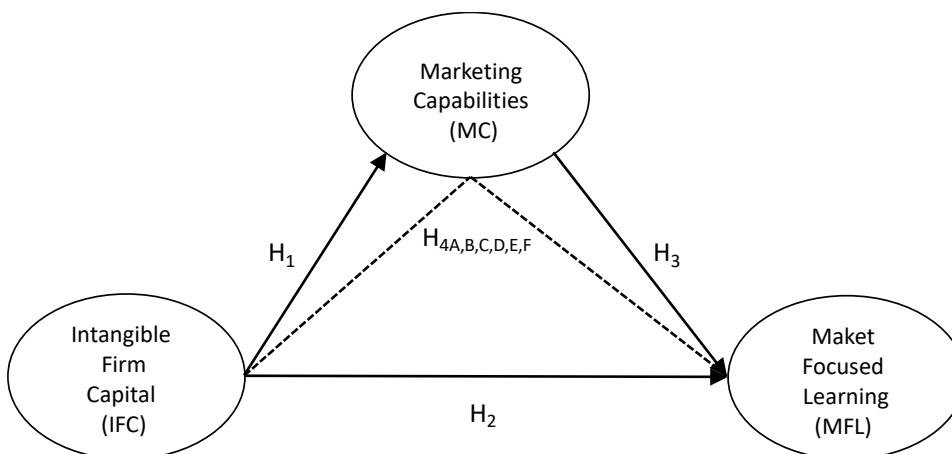 Marketing
Capabilities
(MC)
H1
H4A,B,C,D,E,F
H3
Intangible
Firm
Capital
(IFC)
H2
Maket
Focused
Learning
(MFL)